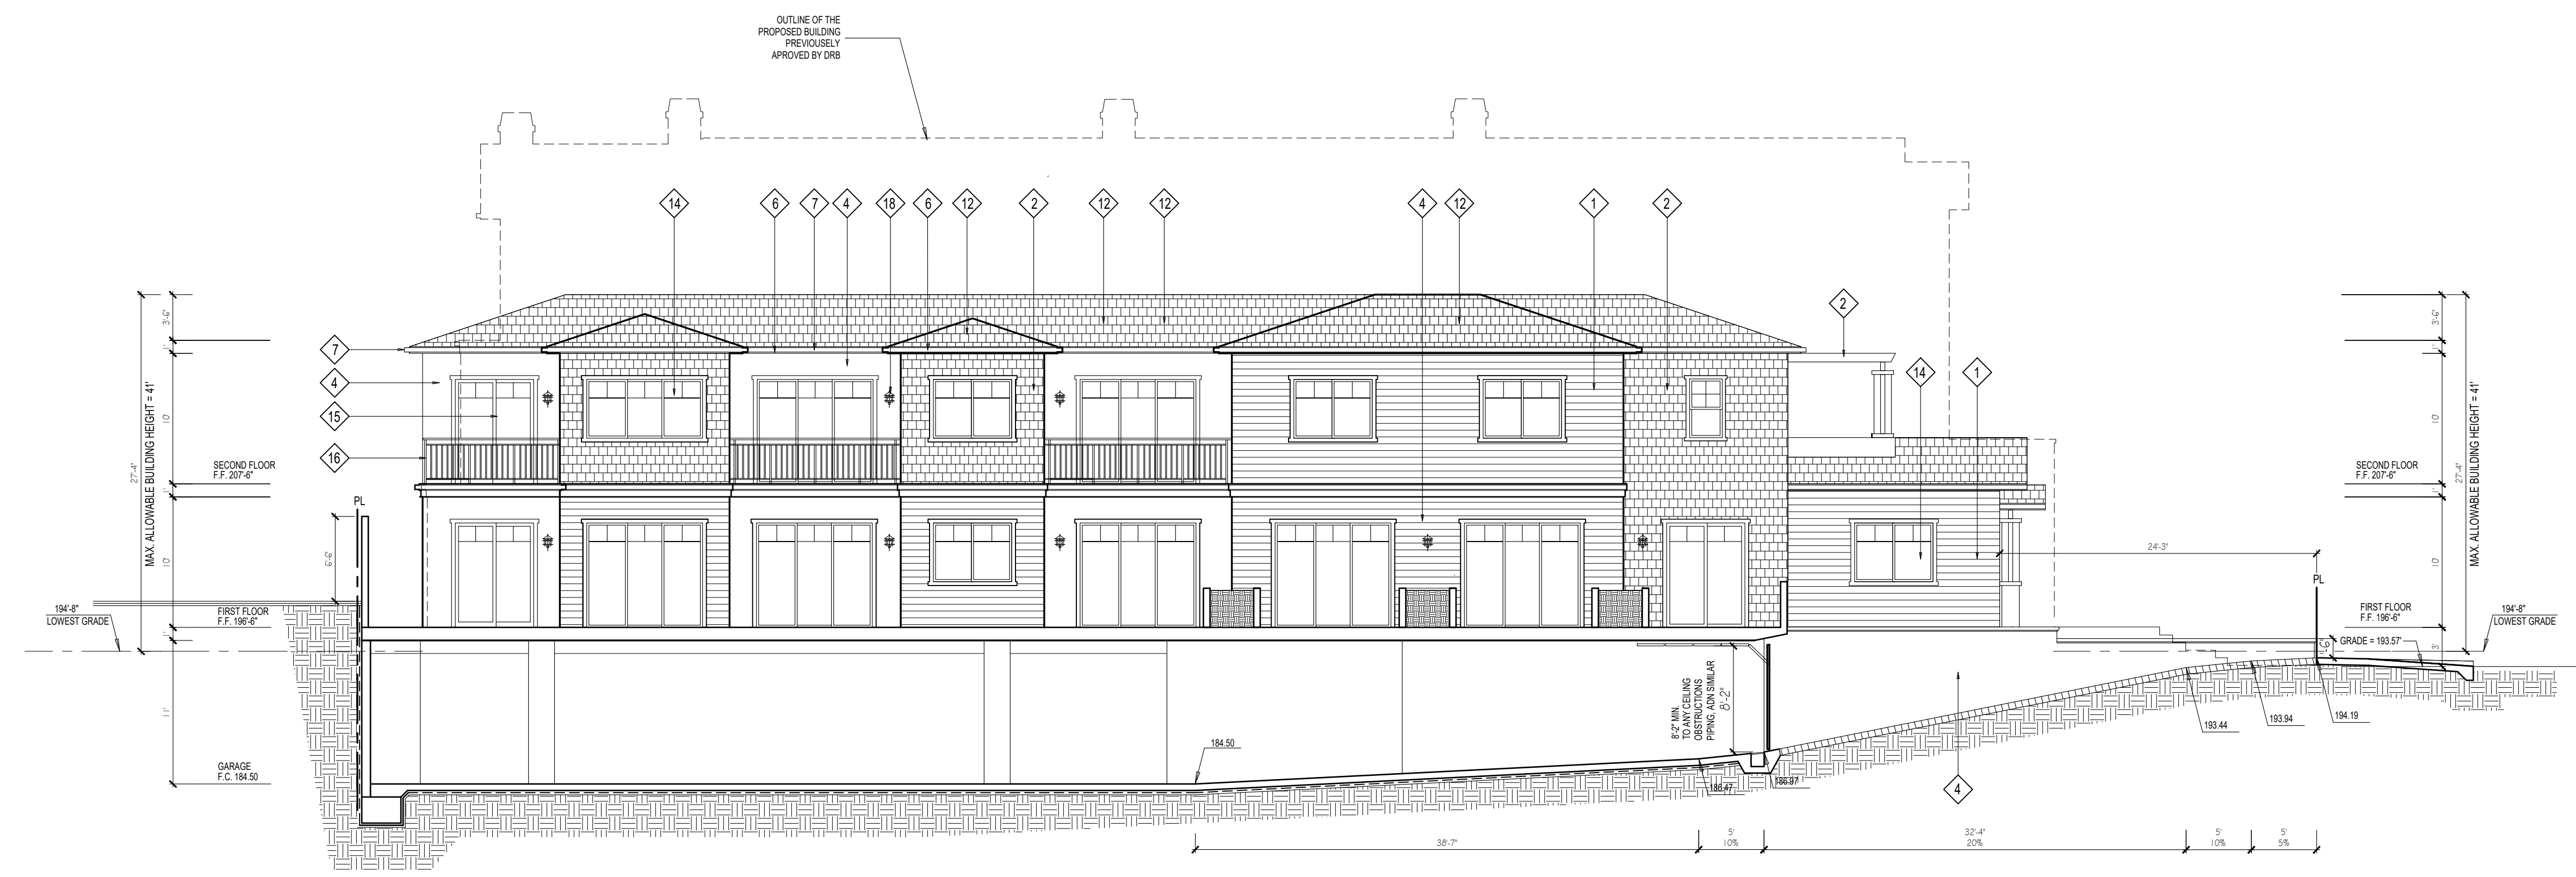 OUTLINE OF THE
PROPOSED BUILDING
PREVIOUSELY
APROVED BY DRB
14
6
7
4
18
6
12
2
12
12
4
12
1
2
2
7
4
15
16
14
1
4
MAX. ALLOWABLE BUILDING HEIGHT = 41'
27'-4"
3'-6"
1'
10'
1'
10'
1'
11'
SECOND FLOOR
F.F. 207'-6"
FIRST FLOOR
F.F. 196'-6"
GARAGE
F.C. 184.50
194'-8"
LOWEST GRADE
PL
6'-6"
8'-2" MIN.
TO ANY CEILING
OBSTRUCTIONS
PIPING, ADN SIMILAR
8'-2"
184.50
186.47
186.97
193.44
193.94
194.19
24'-3"
PL
GRADE = 193.57'
SECOND FLOOR
F.F. 207'-6"
FIRST FLOOR
F.F. 196'-6"
194'-8"
LOWEST GRADE
3'-6"
1'
10'
1'
10'
3'
27'-4"
MAX. ALLOWABLE BUILDING HEIGHT = 41'
38'-7"
5'
10%
32'-4"
20%
5'
10%
5'
5%